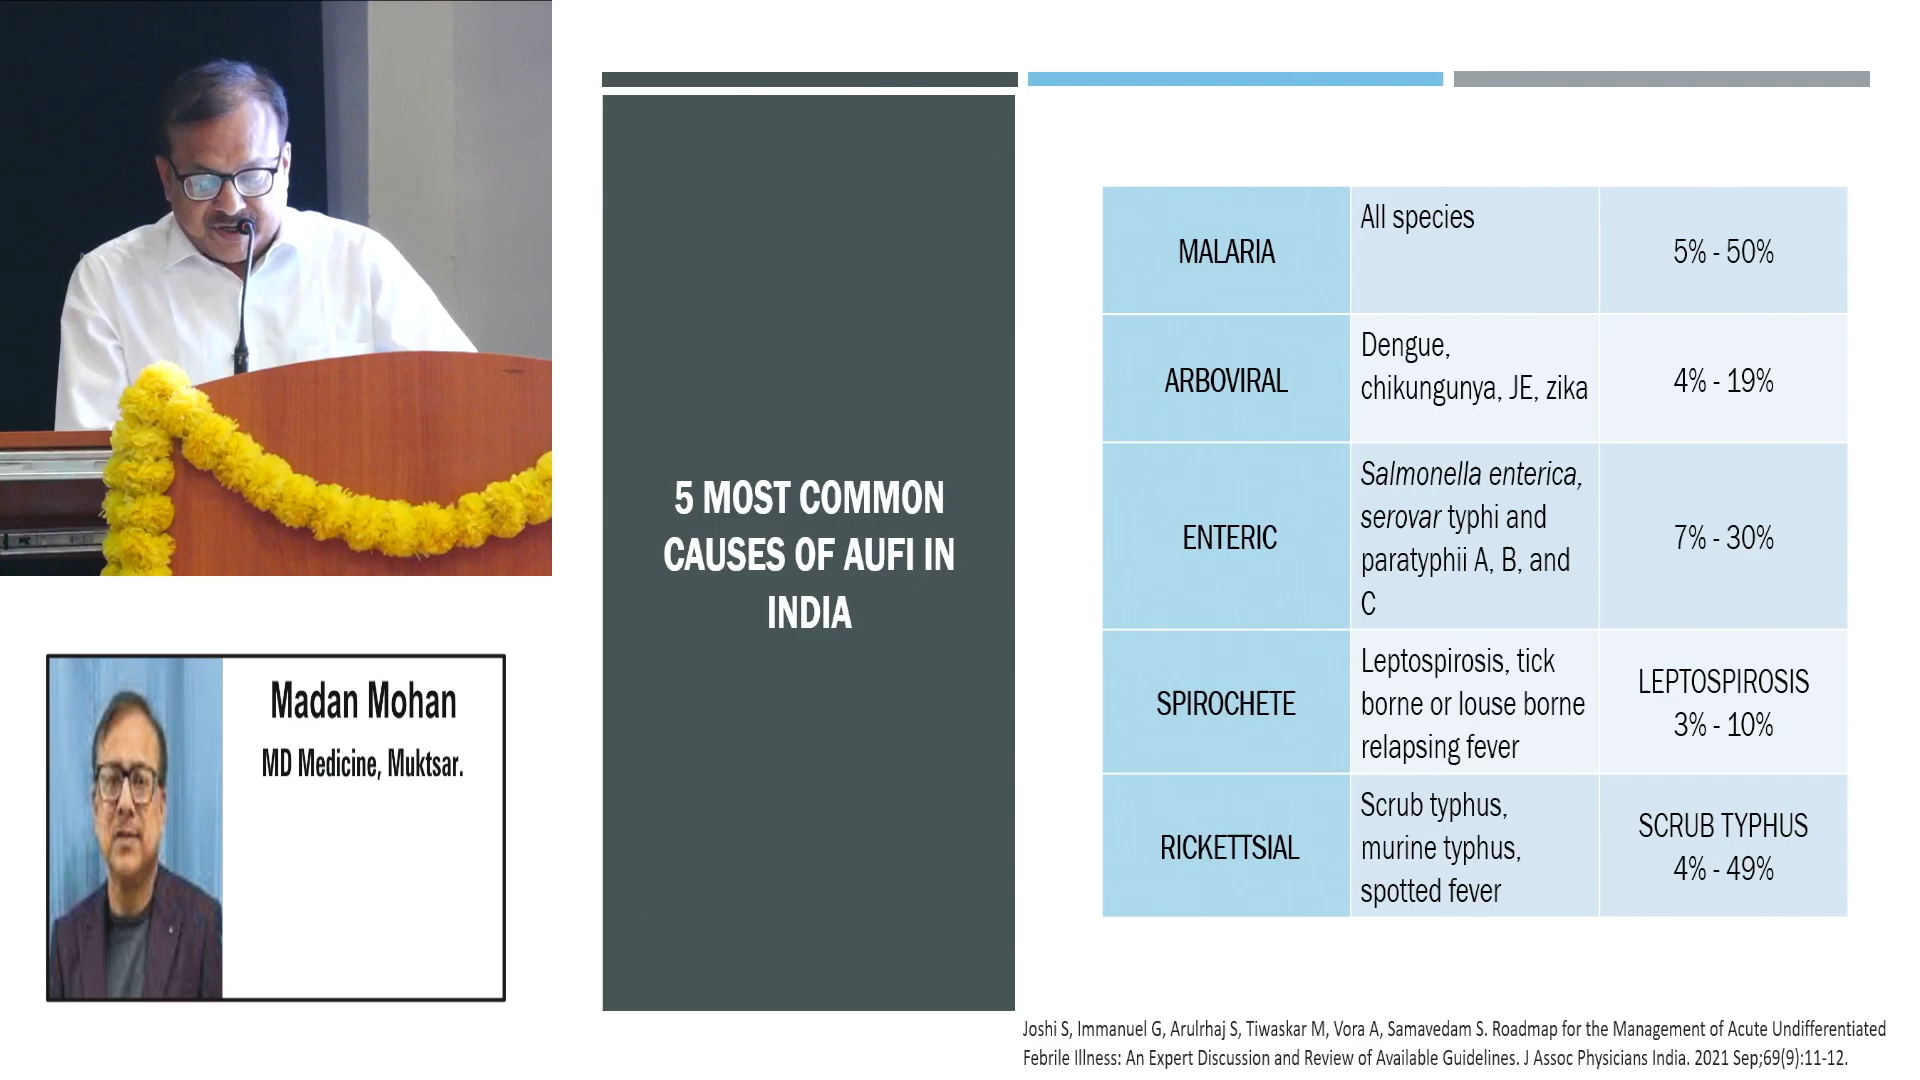 5 MOST COMMON
CAUSES OF AUFI IN
INDIA
MALARIA
All species
5% - 50%
ARBOVIRAL
Dengue,
chikungunya, JE, zika
4% - 19%
ENTERIC
Salmonella enterica,
serovar typhi and
paratyphii A, B, and
C
7% - 30%
SPIROCHETE
Leptospirosis, tick
borne or louse borne
relapsing fever
LEPTOSPIROSIS
3% - 10%
RICKETTSIAL
Scrub typhus,
murine typhus,
spotted fever
SCRUB TYPHUS
4% - 49%
Joshi S, Immanuel G, Arulrhaj S, Tiwaskar M, Vora A, Samavedam S. Roadmap for the Management of Acute Undifferentiated
Febrile Illness: An Expert Discussion and Review of Available Guidelines. J Assoc Physicians India. 2021 Sep;69(9):11-12.
Madan Mohan
MD Medicine, Muktsar.